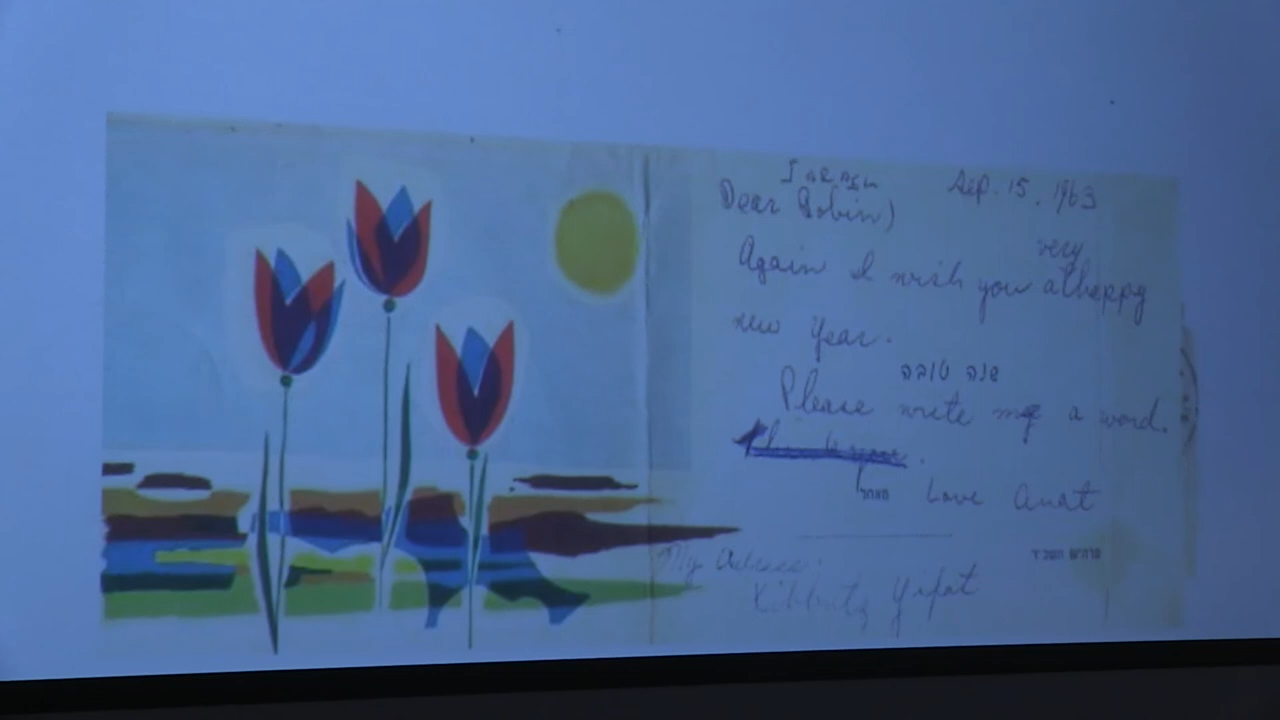 Israel Sep. 15, 1963
Dear Robin)
very
Again I wish you a happy
new Year.
שנה טובה
Please write me a word.
מאחל Love Anat
My Adress:
Kibbutz Yifat